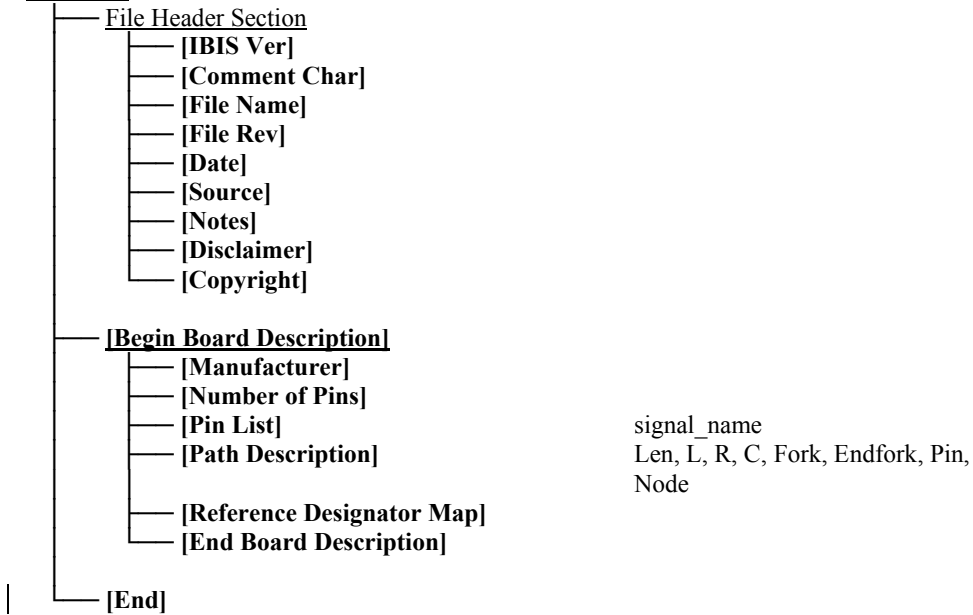 File Header Section
[IBIS Ver]
[Comment Char]
[File Name]
[File Rev]
[Date]
[Source]
[Notes]
[Disclaimer]
[Copyright]
[Begin Board Description]
[Manufacturer]
[Number of Pins]
[Pin List] signal_name
[Path Description] Len, L, R, C, Fork, Endfork, Pin,
Node
[Reference Designator Map]
[End Board Description]
[End]